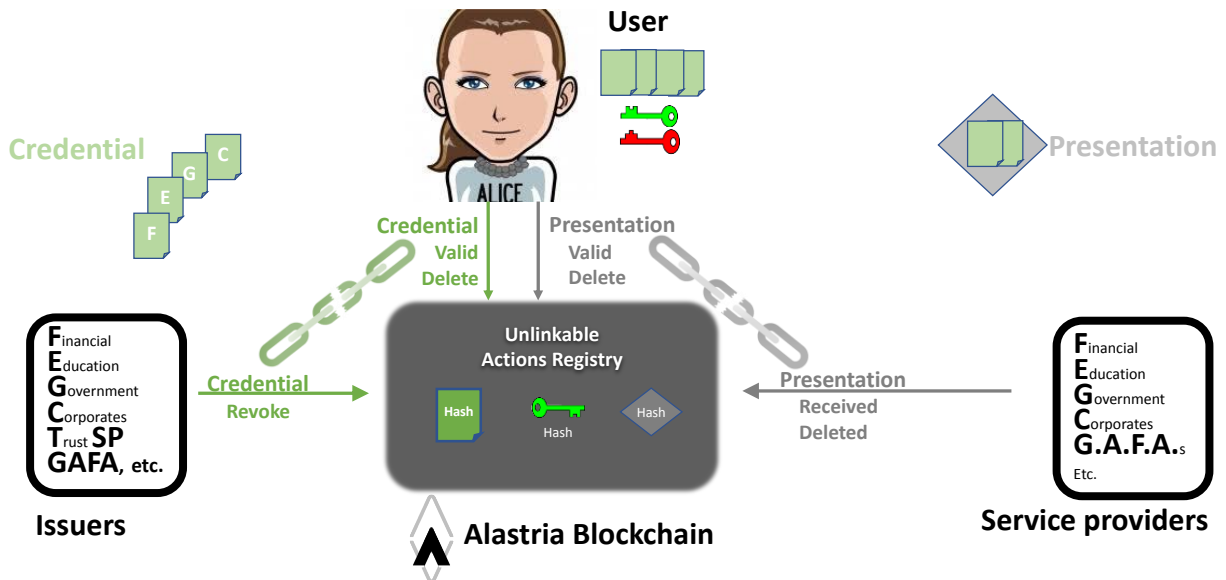 User
Credential
C
G
E
F
Presentation
ALICE
Credential
Valid
Delete
Presentation
Valid
Delete
Financial
Education
Government
Corporates
Trust SP
GAFA, etc.
Issuers
Credential
Revoke
Unlinkable
Actions Registry
Hash
Hash
Hash
Presentation
Received
Deleted
Financial
Education
Government
Corporates
G.A.F.A.s
Etc.
Service providers
Alastria Blockchain